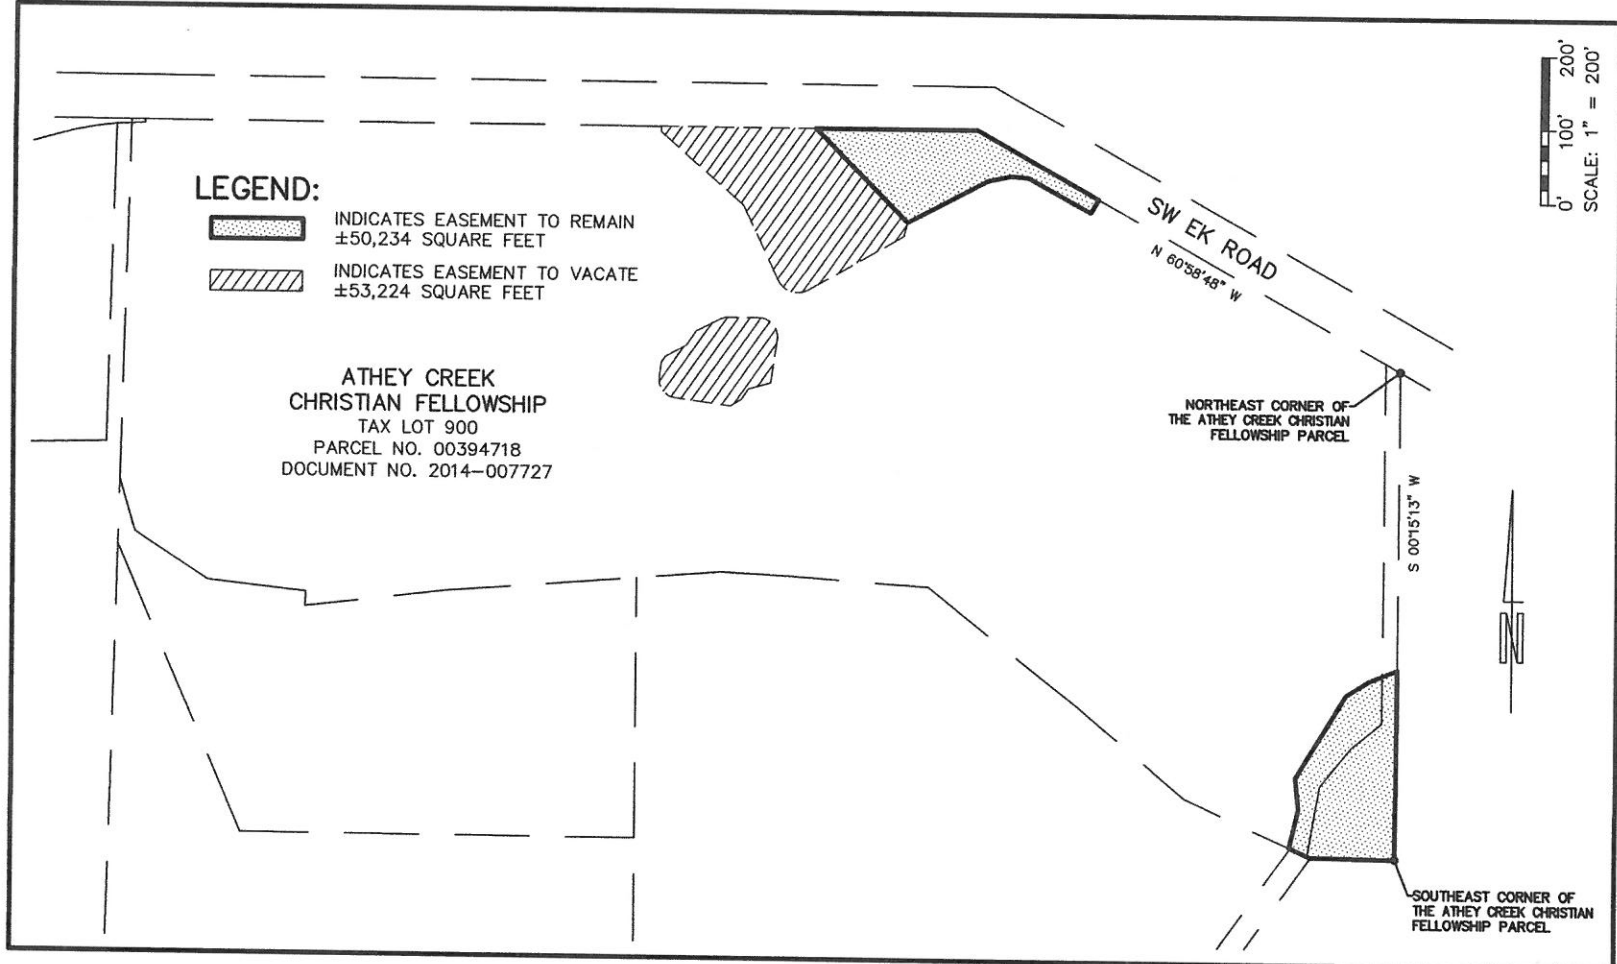 LEGEND:
INDICATES EASEMENT TO REMAIN
±50,234 SQUARE FEET
INDICATES EASEMENT TO VACATE
±53,224 SQUARE FEET
ATHEY CREEK
CHRISTIAN FELLOWSHIP
TAX LOT 900
PARCEL NO. 00394718
DOCUMENT NO. 2014-007727
SW EK ROAD
N 60°58'48" W
0' 100' 200'
SCALE: 1" = 200'
NORTHEAST CORNER OF
THE ATHEY CREEK CHRISTIAN
FELLOWSHIP PARCEL
S 00°15'13" W
N
SOUTHEAST CORNER OF
THE ATHEY CREEK CHRISTIAN
FELLOWSHIP PARCEL